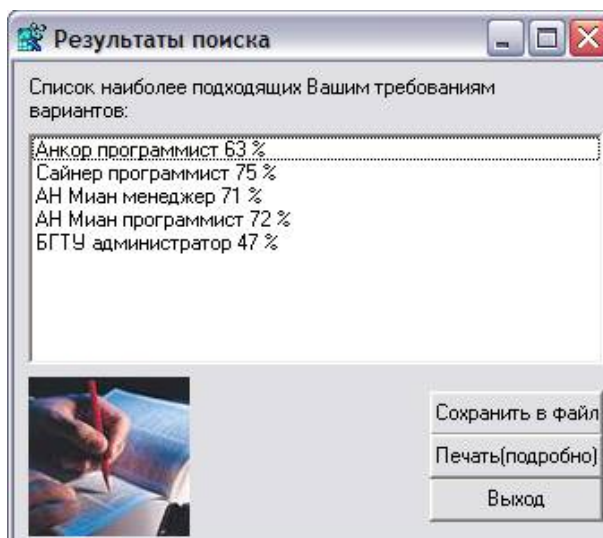 Результаты поиска
Список наиболее подходящих Вашим требованиям
вариантов:
Анкор программист 63 %
Сайнер программист 75 %
АН Миан менеджер 71 %
АН Миан программист 72 %
БГТУ администратор 47 %
Сохранить в файл
Печать(подробно)
Выход